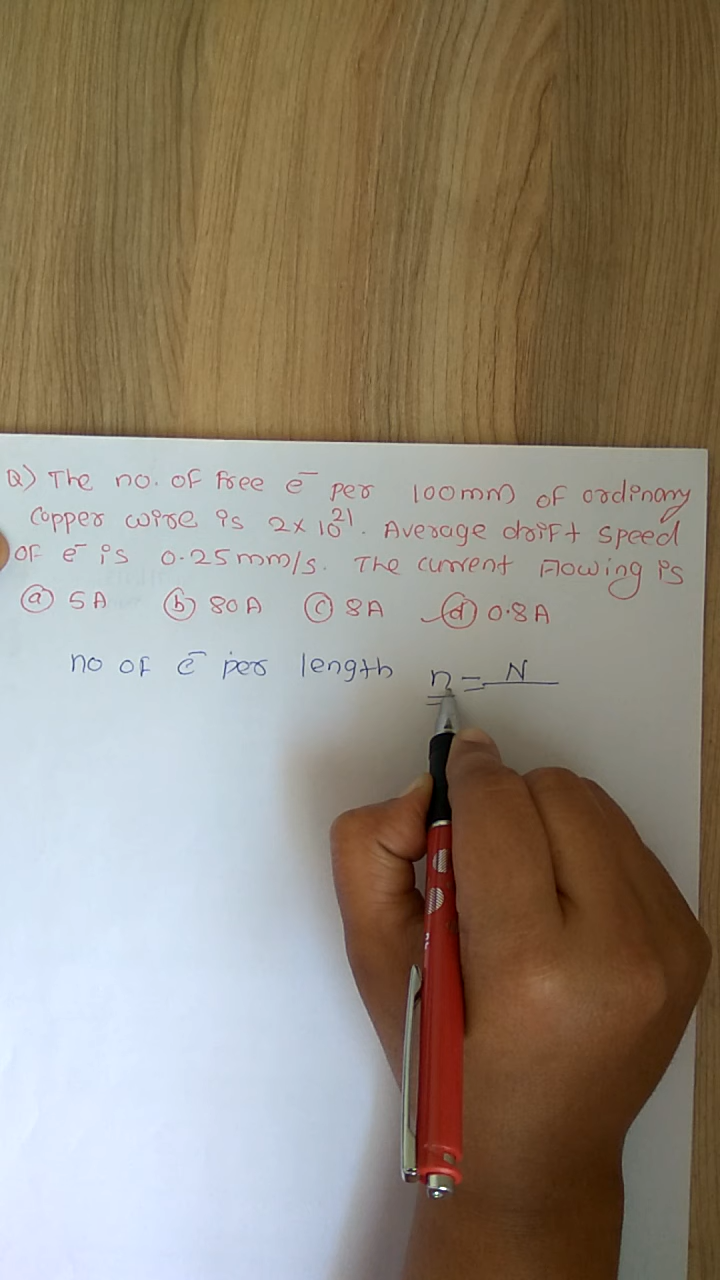 Q) The no. of free e⁻ per 100mm of ordinary
Copper wire is 2 × 10²¹. Average drift speed
of e⁻ is 0.25mm/s. The current flowing is
ⓐ 5A ⓑ 80A ⓒ 8A ⓓ 0.8A
no of e⁻ per length n = N